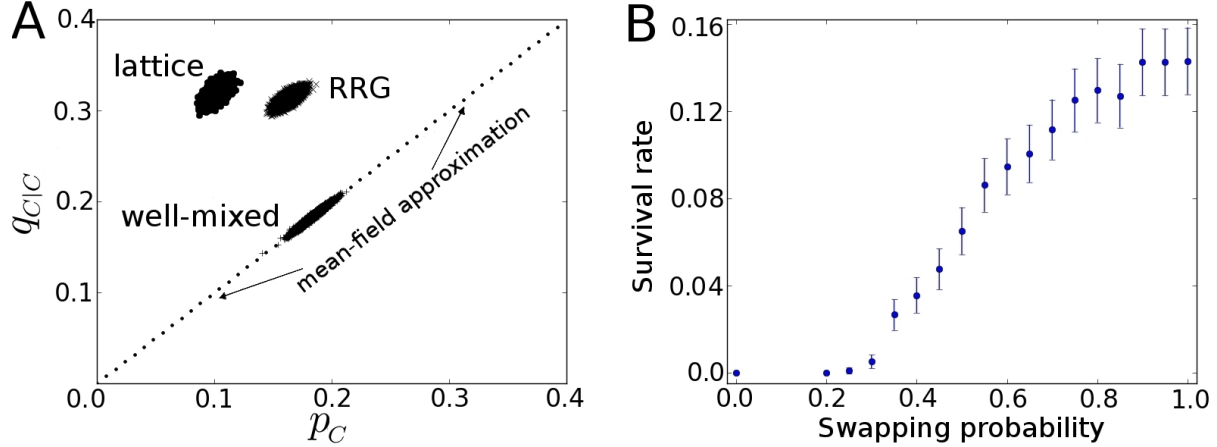 A
0.4
0.3
0.2
0.1
0.0
0.1
0.2
0.3
0.4
q_{C|C}
p_C
lattice
RRG
well-mixed
mean-field approximation
B
0.16
0.12
0.08
0.04
0.0
0.0
0.2
0.4
0.6
0.8
1.0
Survival rate
Swapping probability